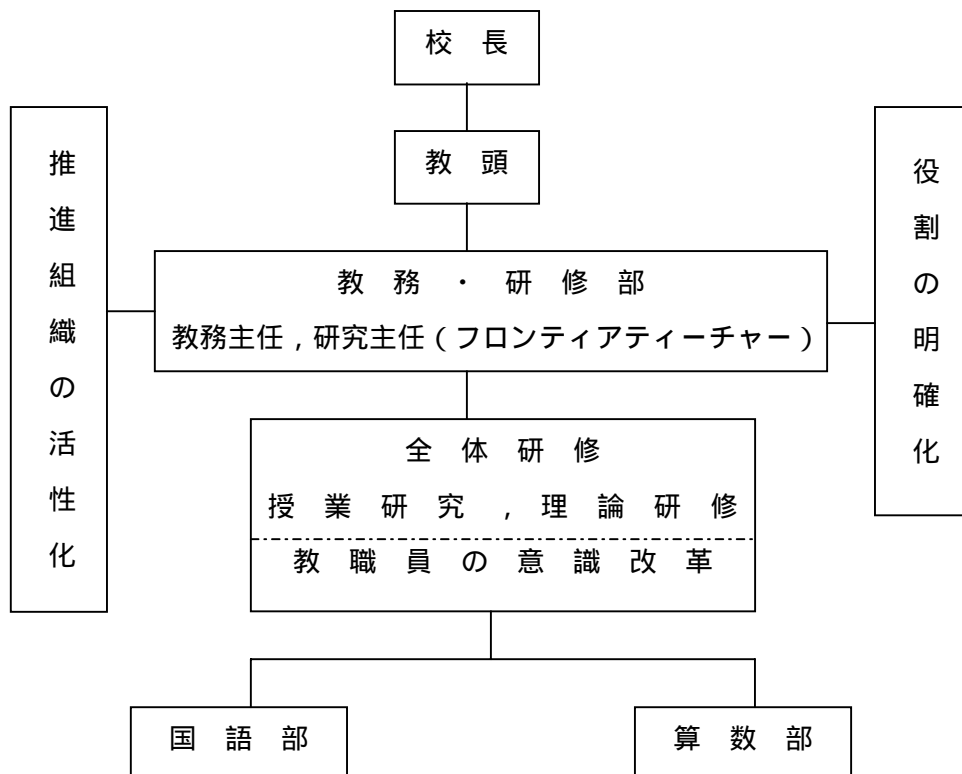 校長
教頭
推進組織の活性化
役割の明確化
教務・研修部
教務主任，研究主任（フロンティアティーチャー）
全体研修
授業研究，理論研修
教職員の意識改革
国語部
算数部